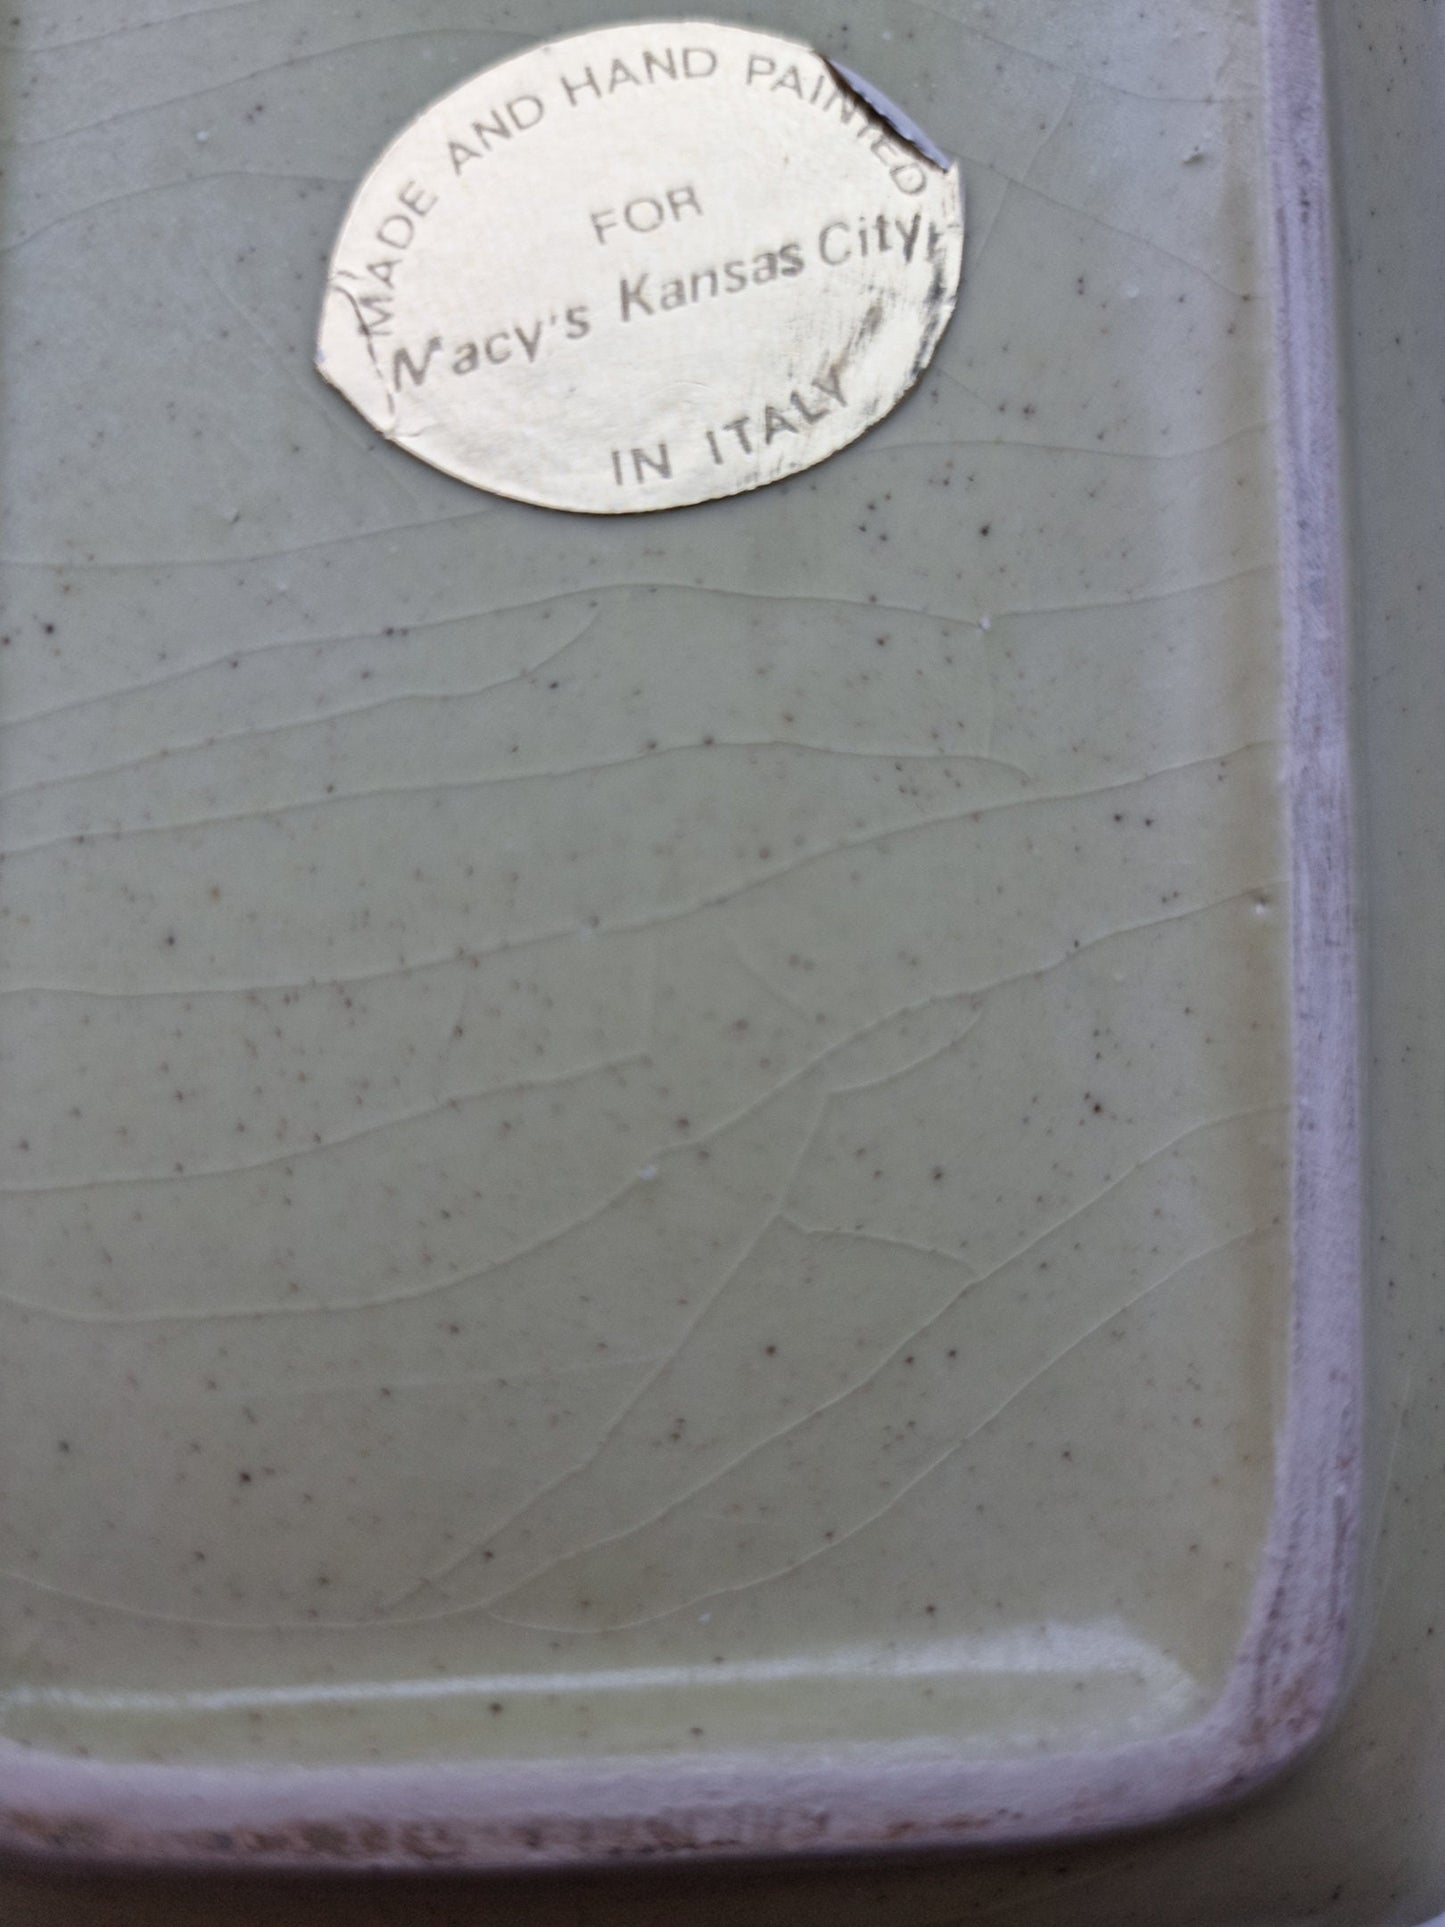 MADE AND HAND PAINTED
FOR
Macy's Kansas City
IN ITALY